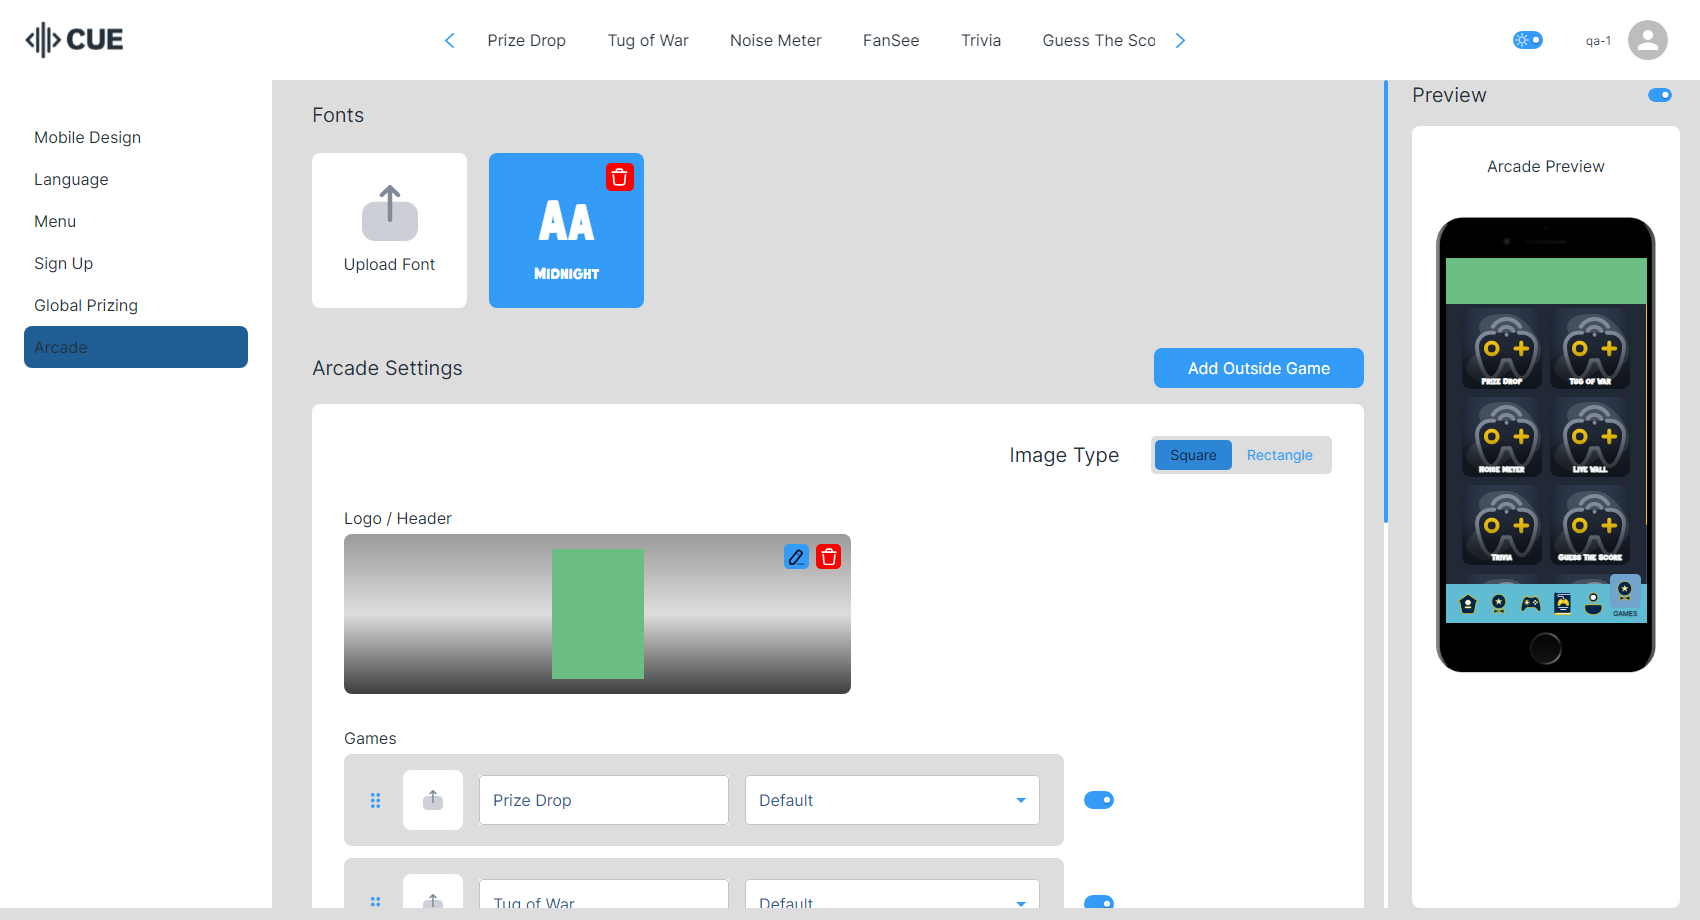 CUE
Prize Drop
Tug of War
Noise Meter
FanSee
Trivia
Guess The Sco
qa-1
Mobile Design
Language
Menu
Sign Up
Global Prizing
Arcade
Fonts
Upload Font
AA
MIDNIGHT
Arcade Settings
Add Outside Game
Image Type
Square
Rectangle
Logo / Header
Games
Prize Drop
Default
Tug of War
Default
Preview
Arcade Preview
PRIZE DROP
TUG OF WAR
NOISE METER
LIVE WALL
TRIVIA
GUESS THE SCORE
GAMES